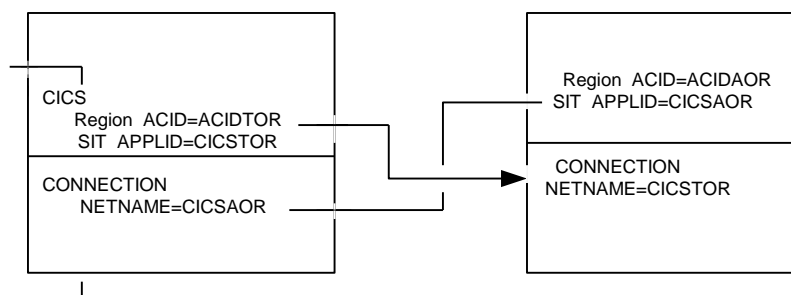 CICS
Region ACID=ACIDTOR
SIT APPLID=CICSTOR
CONNECTION
NETNAME=CICSAOR
Region ACID=ACIDAOR
SIT APPLID=CICSAOR
CONNECTION
NETNAME=CICSTOR